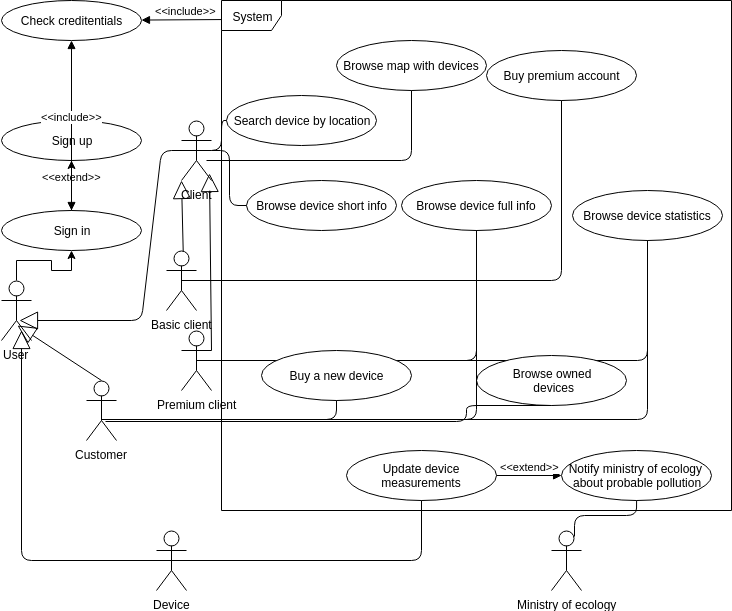 Check creditentials
<<include>>
System
Browse map with devices
Buy premium account
Search device by location
<<include>>
Sign up
<<extend>>
Client
Browse device short info
Browse device full info
Browse device statistics
Sign in
Basic client
User
Premium client
Buy a new device
Browse owned
devices
Customer
Update device
measurements
<<extend>>
Notify ministry of ecology
about probable pollution
Device
Ministry of ecology